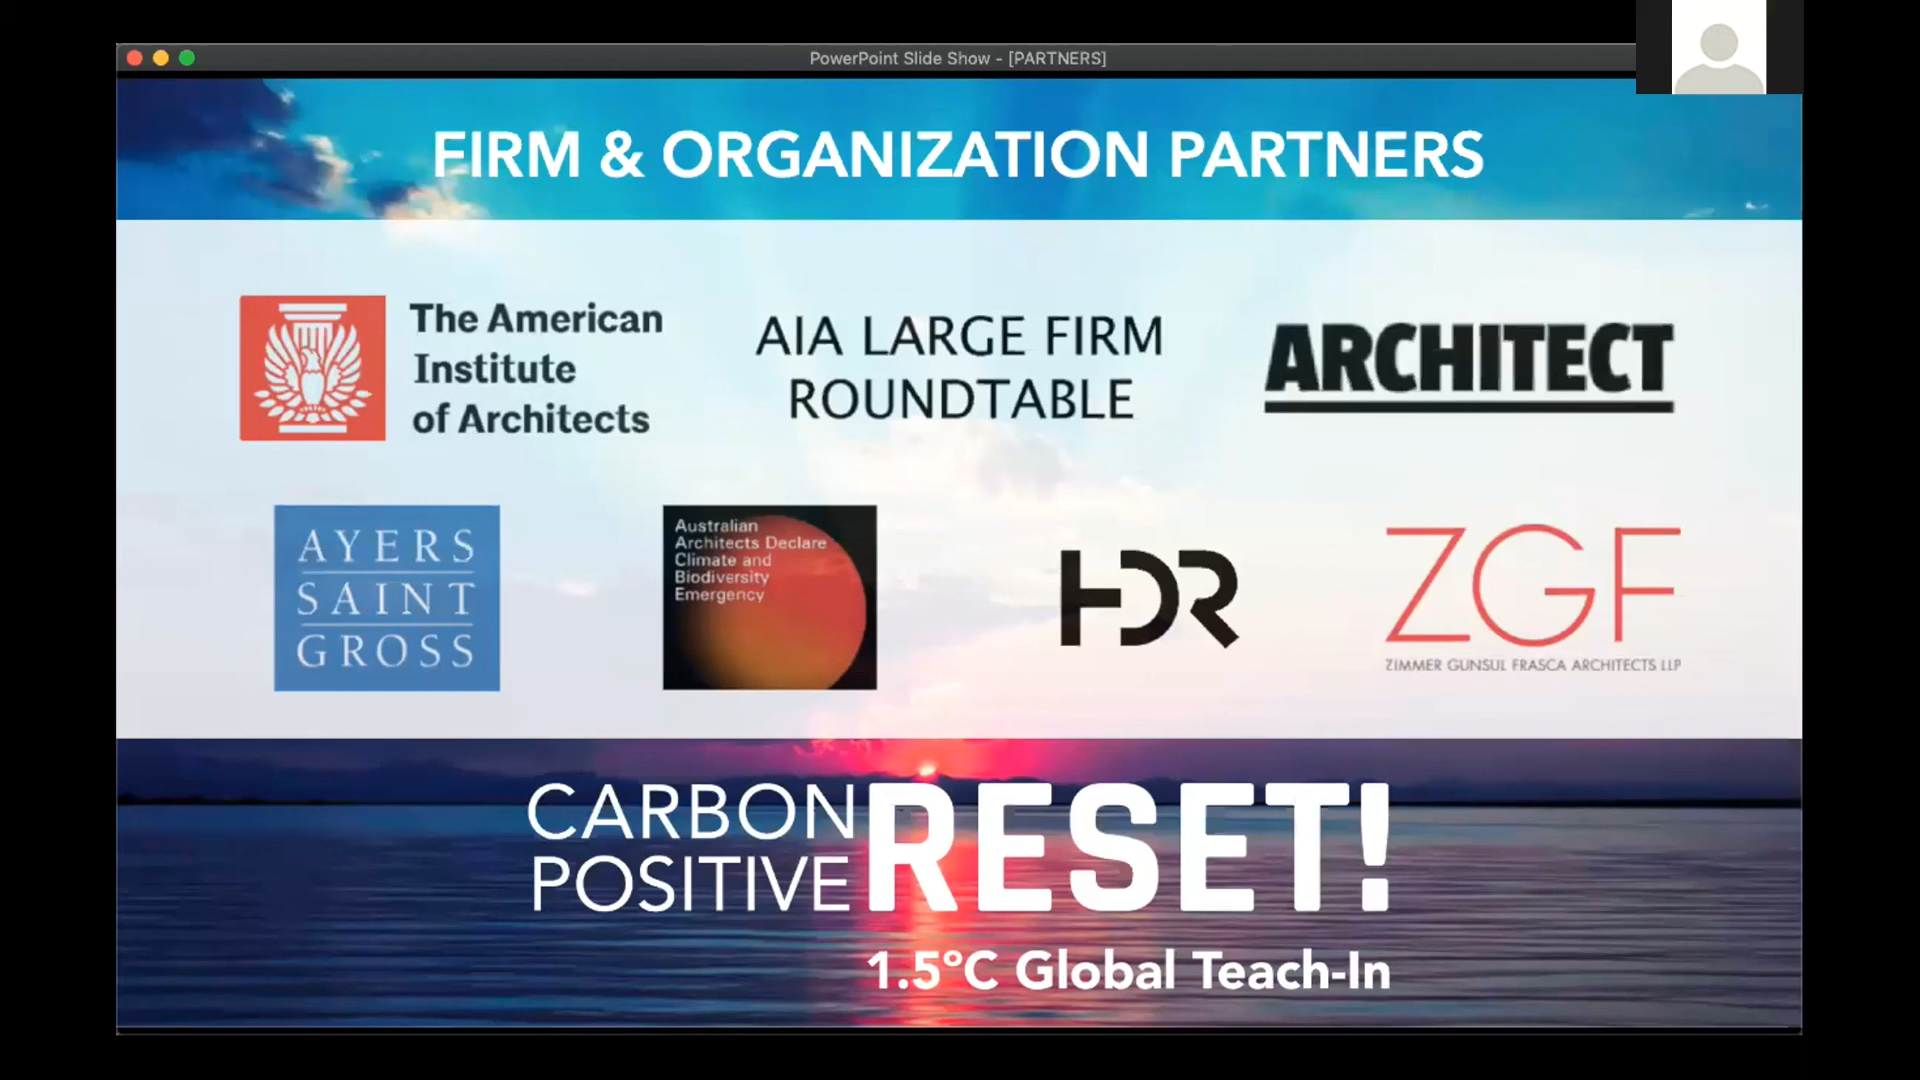 PowerPoint Slide Show - [PARTNERS]
FIRM & ORGANIZATION PARTNERS
The American
Institute
of Architects
AIA LARGE FIRM
ROUNDTABLE
ARCHITECT
AYERS
SAINT
GROSS
Australian
Architects Declare
Climate and
Biodiversity
Emergency
HDR
ZGF
ZIMMER GUNSUL FRASCA ARCHITECTS LLP
CARBON
POSITIVE
RESET!
1.5°C Global Teach-In